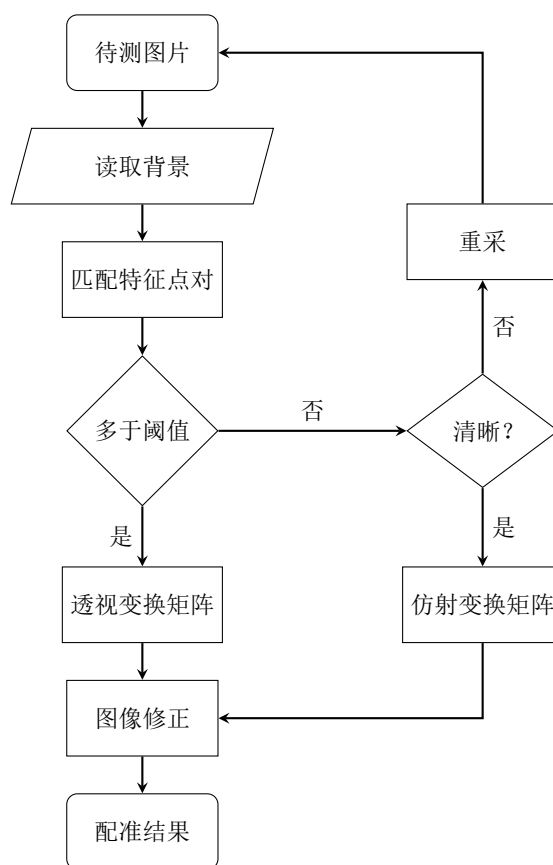 待测图片
读取背景
重采
匹配特征点对
否
多于阈值
否
清晰？
是
是
透视变换矩阵
仿射变换矩阵
图像修正
配准结果